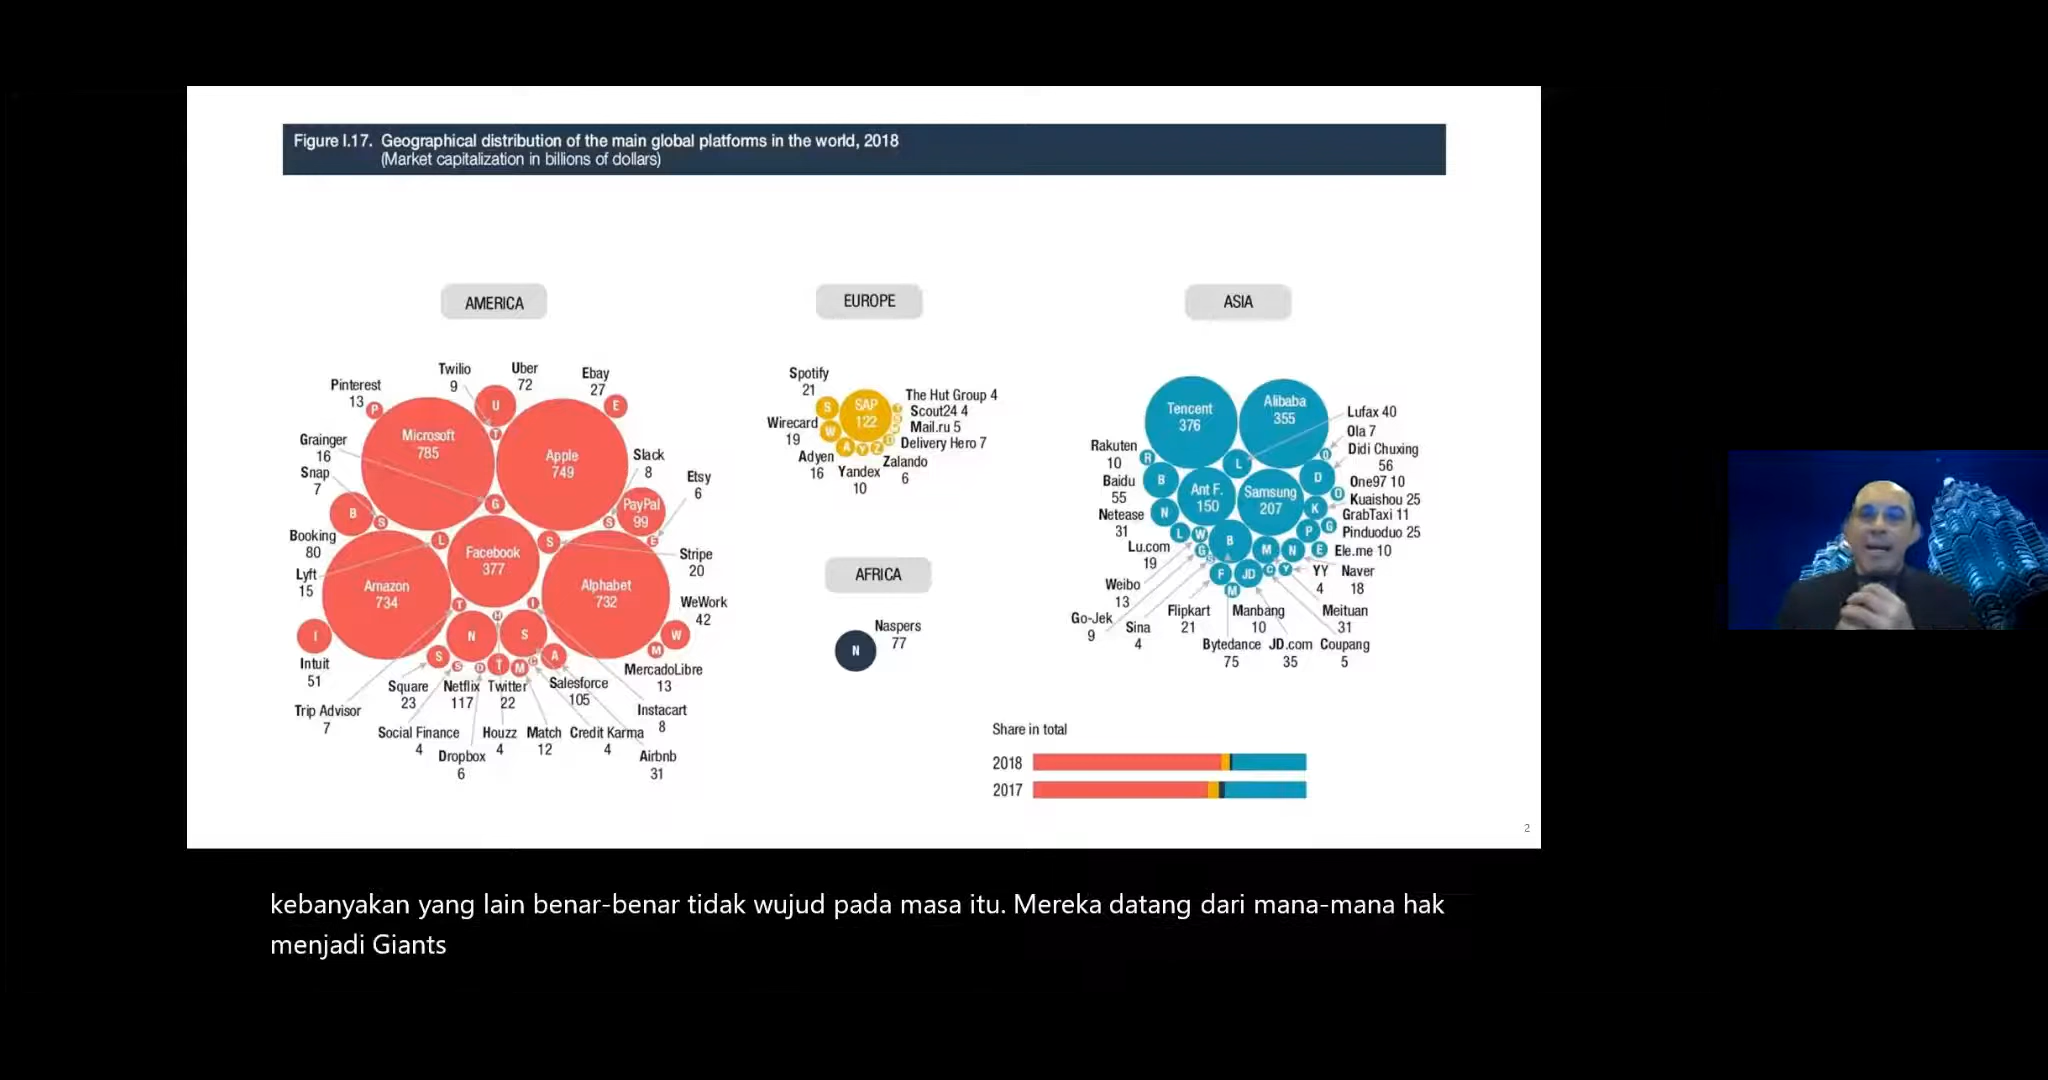 Figure I.17. Geographical distribution of the main global platforms in the world, 2018
(Market capitalization in billions of dollars)
AMERICA
Pinterest
13
Twilio
9
Uber
72
Ebay
27
P
U
E
T
Microsoft
785
Apple
749
Grainger
16
Snap
7
Slack
8
Etsy
6
G
PayPal
99
B
S
S
E
L
S
Booking
80
Facebook
377
Stripe
20
Lyft
15
Amazon
734
Alphabet
732
WeWork
42
T
I
H
I
N
S
W
M
S
S
D
T
M
C
A
Intuit
51
MercadoLibre
13
Square
23
Netflix
117
Twitter
22
Salesforce
105
Trip Advisor
7
Instacart
8
Social Finance
4
Houzz
4
Match
12
Credit Karma
4
Dropbox
6
Airbnb
31
EUROPE
Spotify
21
SAP
122
The Hut Group 4
Scout24 4
Mail.ru 5
Delivery Hero 7
S
W
A
Y
Z
Wirecard
19
Adyen
16
Yandex
10
Zalando
6
AFRICA
N
Naspers
77
ASIA
Tencent
376
Alibaba
355
Lufax 40
Ola 7
Didi Chuxing
56
One97 10
Kuaishou 25
GrabTaxi 11
Pinduoduo 25
Ele.me 10
Rakuten
10
Baidu
55
Netease
31
Lu.com
19
Weibo
13
Go-Jek
9
Sina
4
R
L
O
B
D
Ant F.
150
Samsung
207
O
K
N
P
G
L
W
B
G
M
N
E
F
JD
C
Y
M
YY
4
Naver
18
Flipkart
21
Manbang
10
Meituan
31
Bytedance
75
JD.com
35
Coupang
5
Share in total
2018
2017
2
kebanyakan yang lain benar-benar tidak wujud pada masa itu. Mereka datang dari mana-mana hak
menjadi Giants